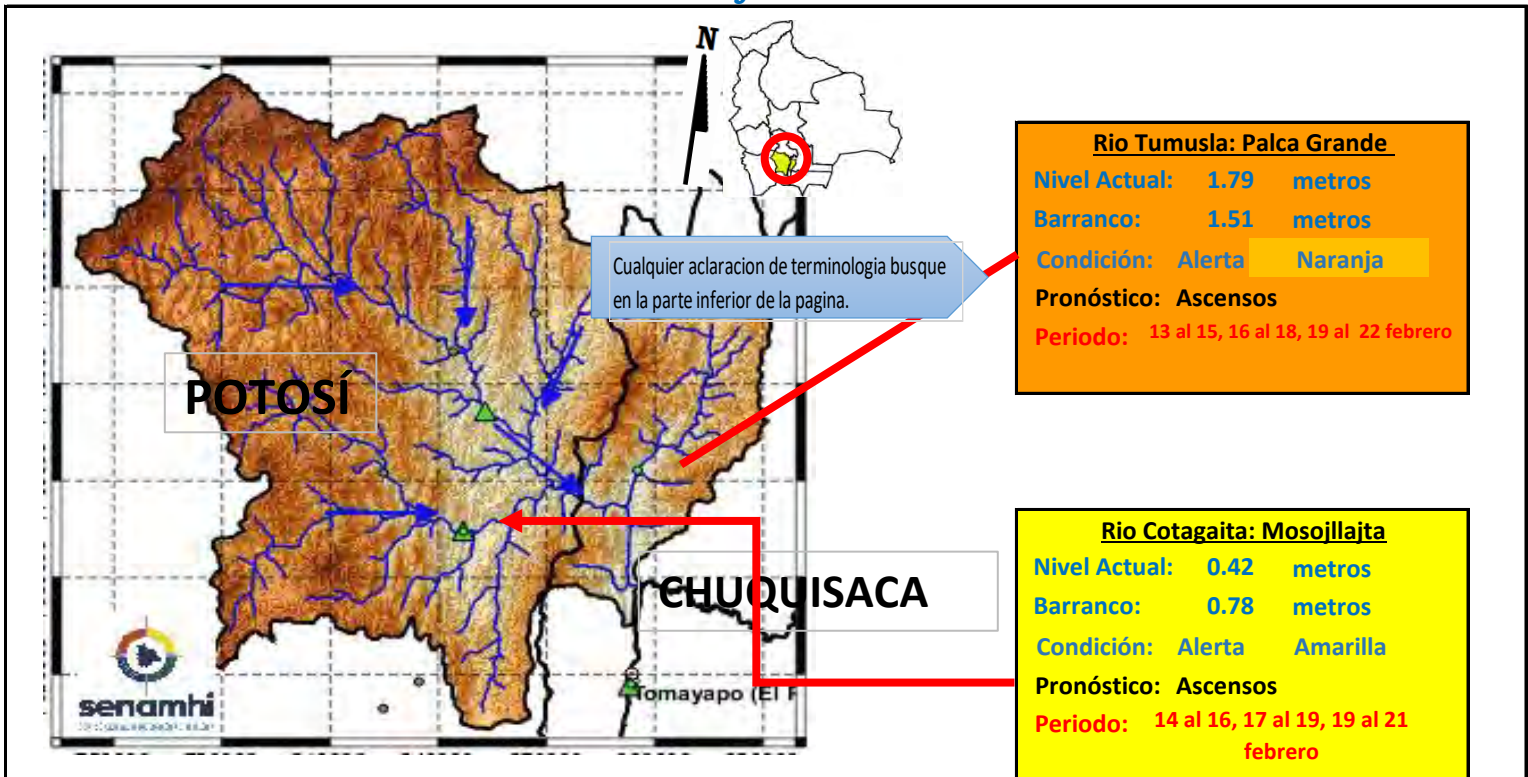 N
Rio Tumusla: Palca Grande
Nivel Actual: 1.79 metros
Barranco: 1.51 metros
Condición: Alerta Naranja
Pronóstico: Ascensos
Periodo: 13 al 15, 16 al 18, 19 al 22 febrero
Cualquier aclaracion de terminologia busque
en la parte inferior de la pagina.
POTOSÍ
CHUQUISACA
Rio Cotagaita: Mosojllajta
Nivel Actual: 0.42 metros
Barranco: 0.78 metros
Condición: Alerta Amarilla
Pronóstico: Ascensos
Periodo: 14 al 16, 17 al 19, 19 al 21
febrero
senamhi
Tomayapo (El